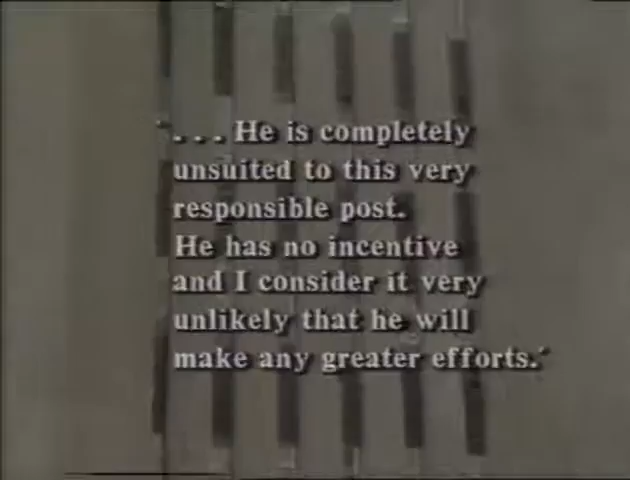 '. . . He is completely
unsuited to this very
responsible post.
He has no incentive
and I consider it very
unlikely that he will
make any greater efforts.'